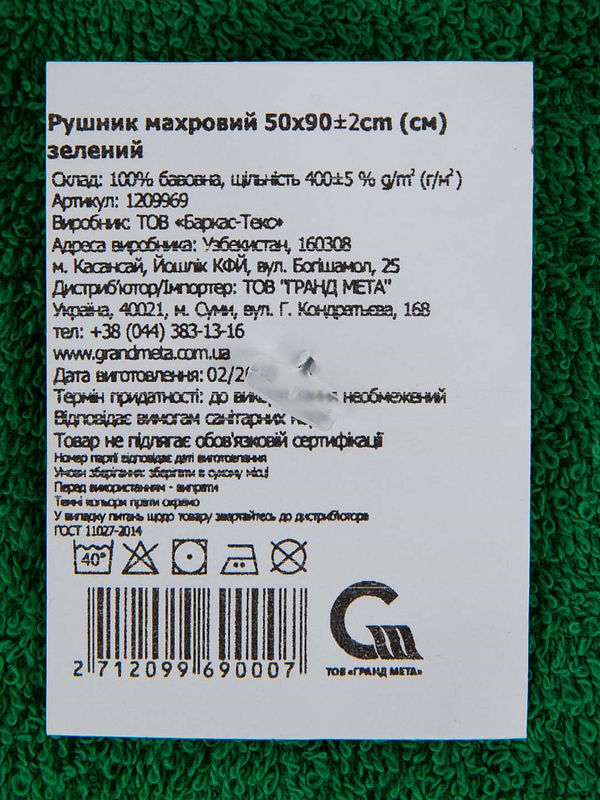 Рушник махровий 50x90±2cm (см)
зелений
Склад: 100% бавовна, щільність 400±5 % g/m² (г/м²)
Артикул: 1209969
Виробник: ТОВ «Баркас-Текс»
Адреса виробника: Узбекистан, 160308
м. Касансай, Йошлік КФЙ, вул. Богішамол, 25
Дистриб'ютор/Імпортер: ТОВ "ГРАНД МЕТА"
Україна, 40021, м. Суми, вул. Г. Кондратьєва, 168
тел: +38 (044) 383-13-16
www.grandmeta.com.ua
Дата виготовлення: 02/2
Термін придатності: до необмежений
Відповідає вимогам санітарних
Товар не підлягає обов'язковій сертифікації
Номер партії відповідає даті виготовлення
Умови зберігання: зберігати в сухому місці
Перед використанням - випрати
Темні кольори прати окремо
У випадку питань щодо товару звертайтесь до дистриб'юторів
ГОСТ 11027-2014
40°
2 712099 690007
ТОВ «ГРАНД МЕТА»